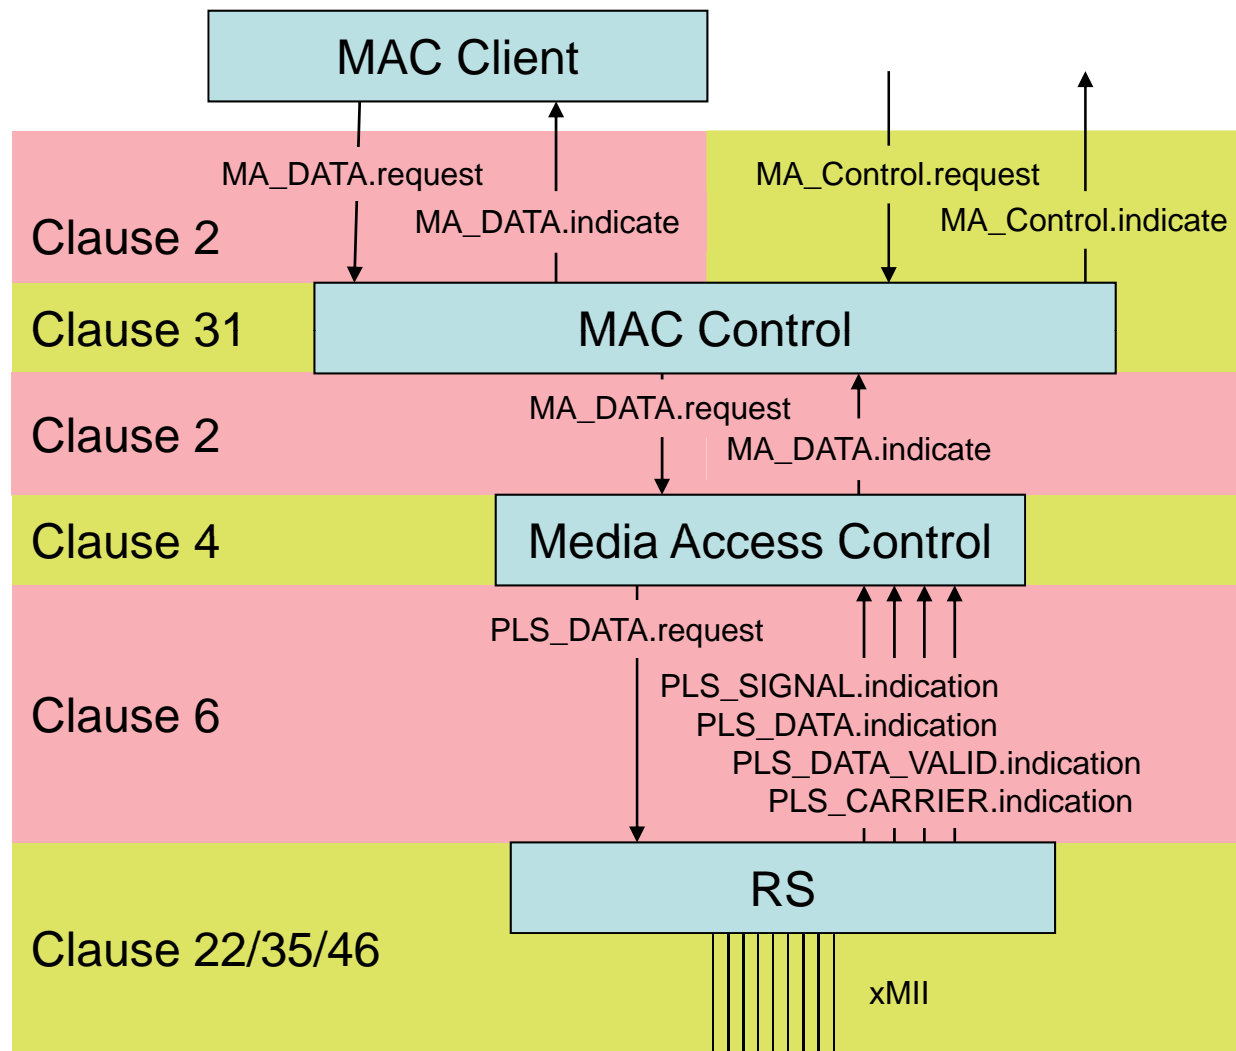 MAC Client
MA_DATA.request
MA_Control.request
MA_DATA.indicate
MA_Control.indicate
Clause 2
Clause 31
MAC Control
MA_DATA.request
Clause 2
MA_DATA.indicate
Clause 4
Media Access Control
PLS_DATA.request
PLS_SIGNAL.indication
Clause 6
PLS_DATA.indication
PLS_DATA_VALID.indication
PLS_CARRIER.indication
RS
Clause 22/35/46
xMII